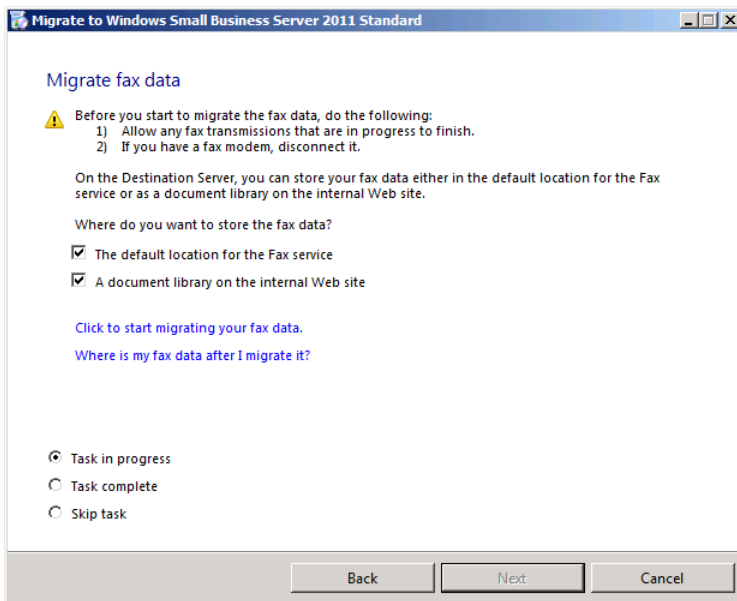 Migrate to Windows Small Business Server 2011 Standard
Migrate fax data
Before you start to migrate the fax data, do the following:
1) Allow any fax transmissions that are in progress to finish.
2) If you have a fax modem, disconnect it.
On the Destination Server, you can store your fax data either in the default location for the Fax
service or as a document library on the internal Web site.
Where do you want to store the fax data?
The default location for the Fax service
A document library on the internal Web site
Click to start migrating your fax data.
Where is my fax data after I migrate it?
Task in progress
Task complete
Skip task
Back Next Cancel